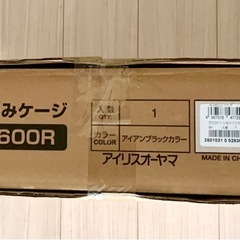 みケージ
600R
入数
QTY.
1
カラー
COLOR
アイアンブラックカラー
アイリスオーヤマ
MADE IN CH